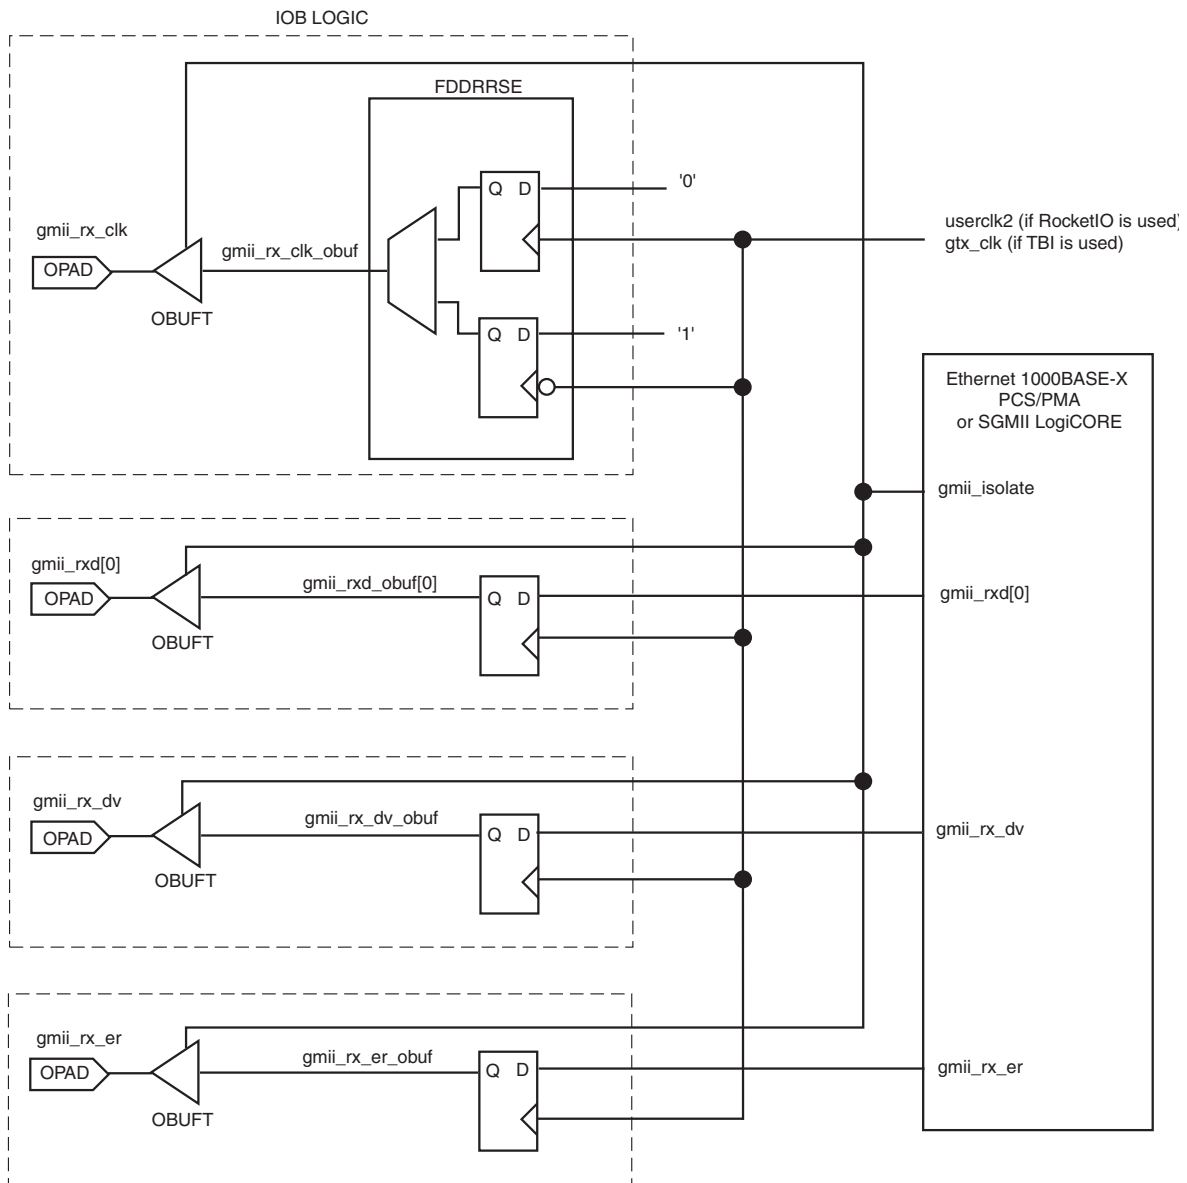 IOB LOGIC
FDDRRSE
Q D
'0'
gmii_rx_clk
gmii_rx_clk_obuf
OPAD
OBUFT
userclk2 (if RocketIO is used)
gtx_clk (if TBI is used)
Q D
'1'
Ethernet 1000BASE-X
PCS/PMA
or SGMII LogiCORE
gmii_isolate
gmii_rxd[0]
OPAD
OBUFT
gmii_rxd_obuf[0]
Q D
gmii_rxd[0]
gmii_rx_dv
OPAD
OBUFT
gmii_rx_dv_obuf
Q D
gmii_rx_dv
gmii_rx_er
OPAD
OBUFT
gmii_rx_er_obuf
Q D
gmii_rx_er